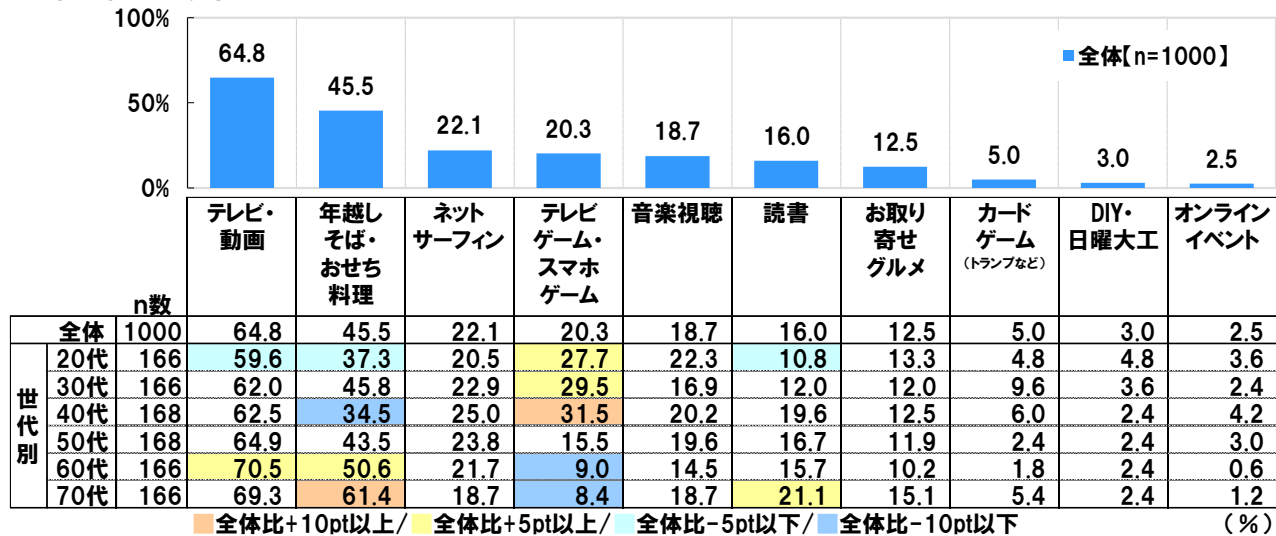 100%
50%
0%
64.8
45.5
22.1
20.3
18.7
16.0
12.5
5.0
3.0
2.5
■全体【n=1000】
テレビ・
動画
年越し
そば・
おせち
料理
ネット
サーフィン
テレビ
ゲーム・
スマホ
ゲーム
音楽視聴
読書
お取り
寄せ
グルメ
カード
ゲーム
(トランプなど)
DIY・
日曜大工
オンライン
イベント
n数
全体 1000 64.8 45.5 22.1 20.3 18.7 16.0 12.5 5.0 3.0 2.5
世代別
20代 166 59.6 37.3 20.5 27.7 22.3 10.8 13.3 4.8 4.8 3.6
30代 166 62.0 45.8 22.9 29.5 16.9 12.0 12.0 9.6 3.6 2.4
40代 168 62.5 34.5 25.0 31.5 20.2 19.6 12.5 6.0 2.4 4.2
50代 168 64.9 43.5 23.8 15.5 19.6 16.7 11.9 2.4 2.4 3.0
60代 166 70.5 50.6 21.7 9.0 14.5 15.7 10.2 1.8 2.4 0.6
70代 166 69.3 61.4 18.7 8.4 18.7 21.1 15.1 5.4 2.4 1.2
■全体比+10pt以上/■全体比+5pt以上/■全体比-5pt以下/■全体比-10pt以下 (%)